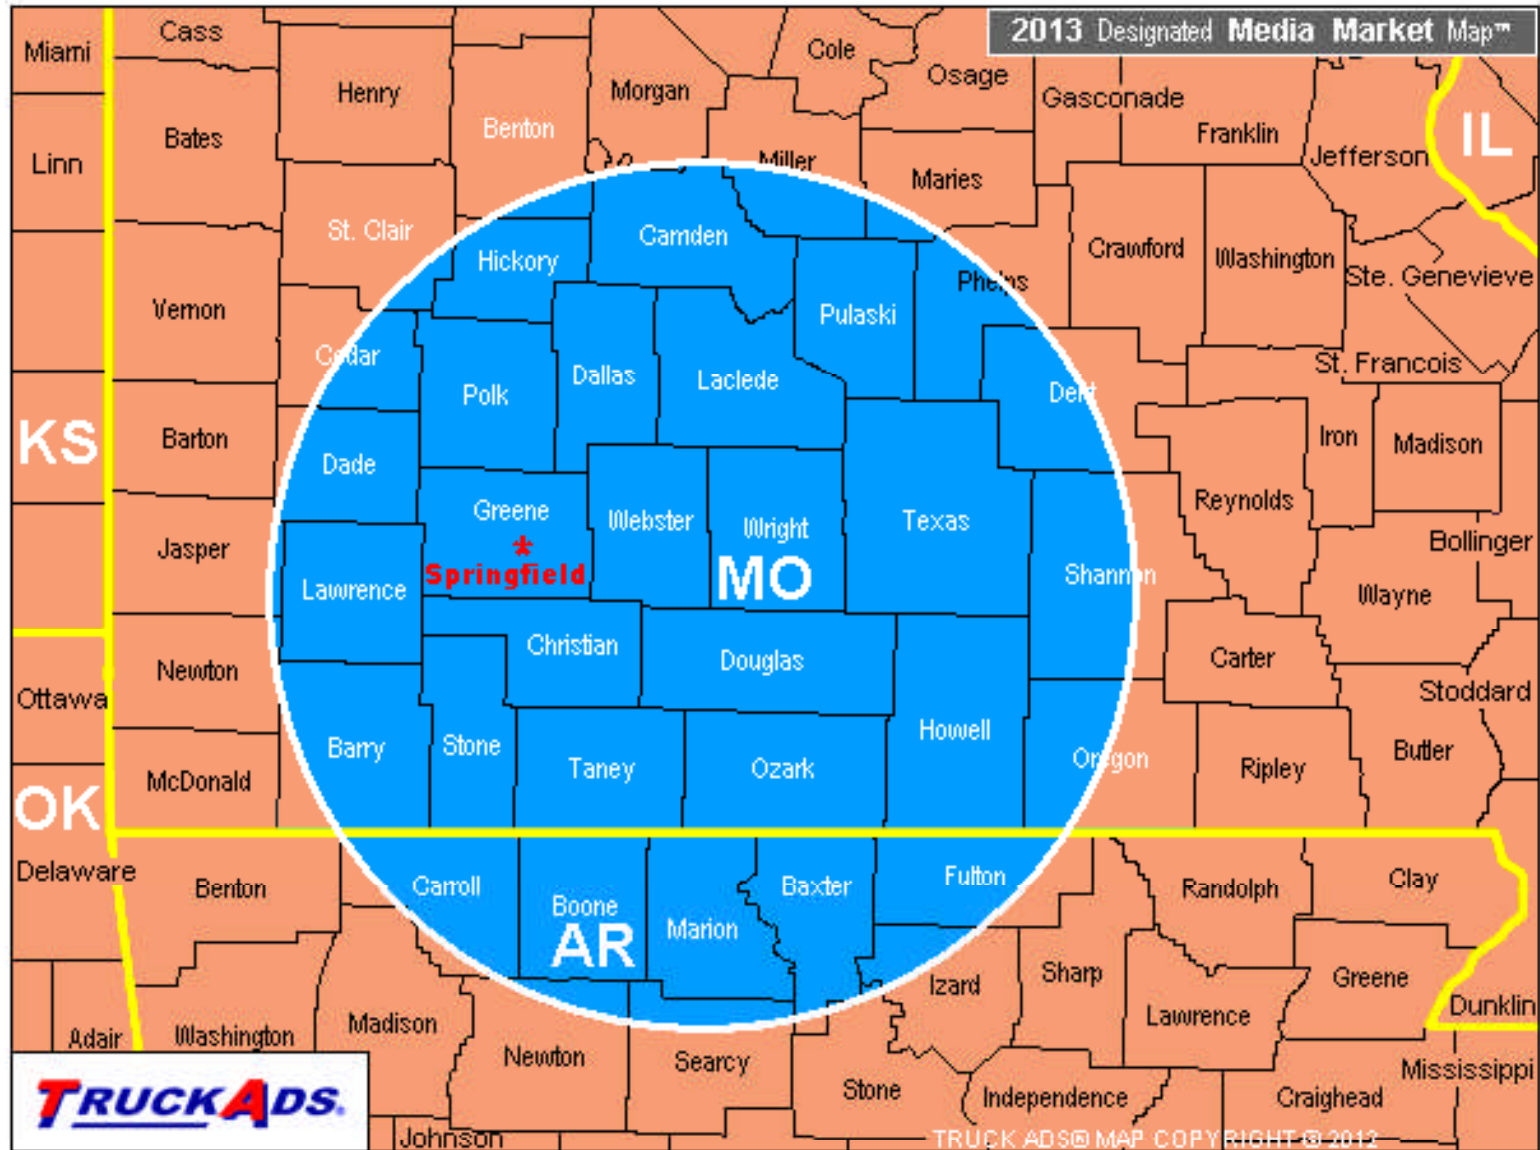 2013 Designated Media Market Map™
Miami
Cass
Cole
Osage
Henry
Morgan
Gasconade
Benton
Franklin
IL
Bates
Linn
Miller
Jefferson
Maries
St. Clair
Camden
Hickory
Crawford
Washington
Ste. Genevieve
Phelps
Vernon
Pulaski
Cedar
St. Francois
Dallas
Laclede
Polk
Dent
KS
Barton
Iron
Madison
Dade
Reynolds
Greene
Webster
Wright
Texas
Jasper
Bollinger
Springfield
MO
Shannon
Lawrence
Wayne
Christian
Douglas
Carter
Newton
Ottawa
Stoddard
Howell
Barry
Stone
Butler
Oregon
Taney
Ozark
Ripley
McDonald
OK
Delaware
Benton
Carroll
Baxter
Fulton
Randolph
Clay
Boone
Marion
AR
Sharp
Greene
Izard
Dunklin
Lawrence
Madison
Washington
Adair
Newton
Searcy
Mississippi
Stone
Independence
Craighead
TRUCKADS.
Johnson
TRUCK ADS® MAP COPYRIGHT © 2012